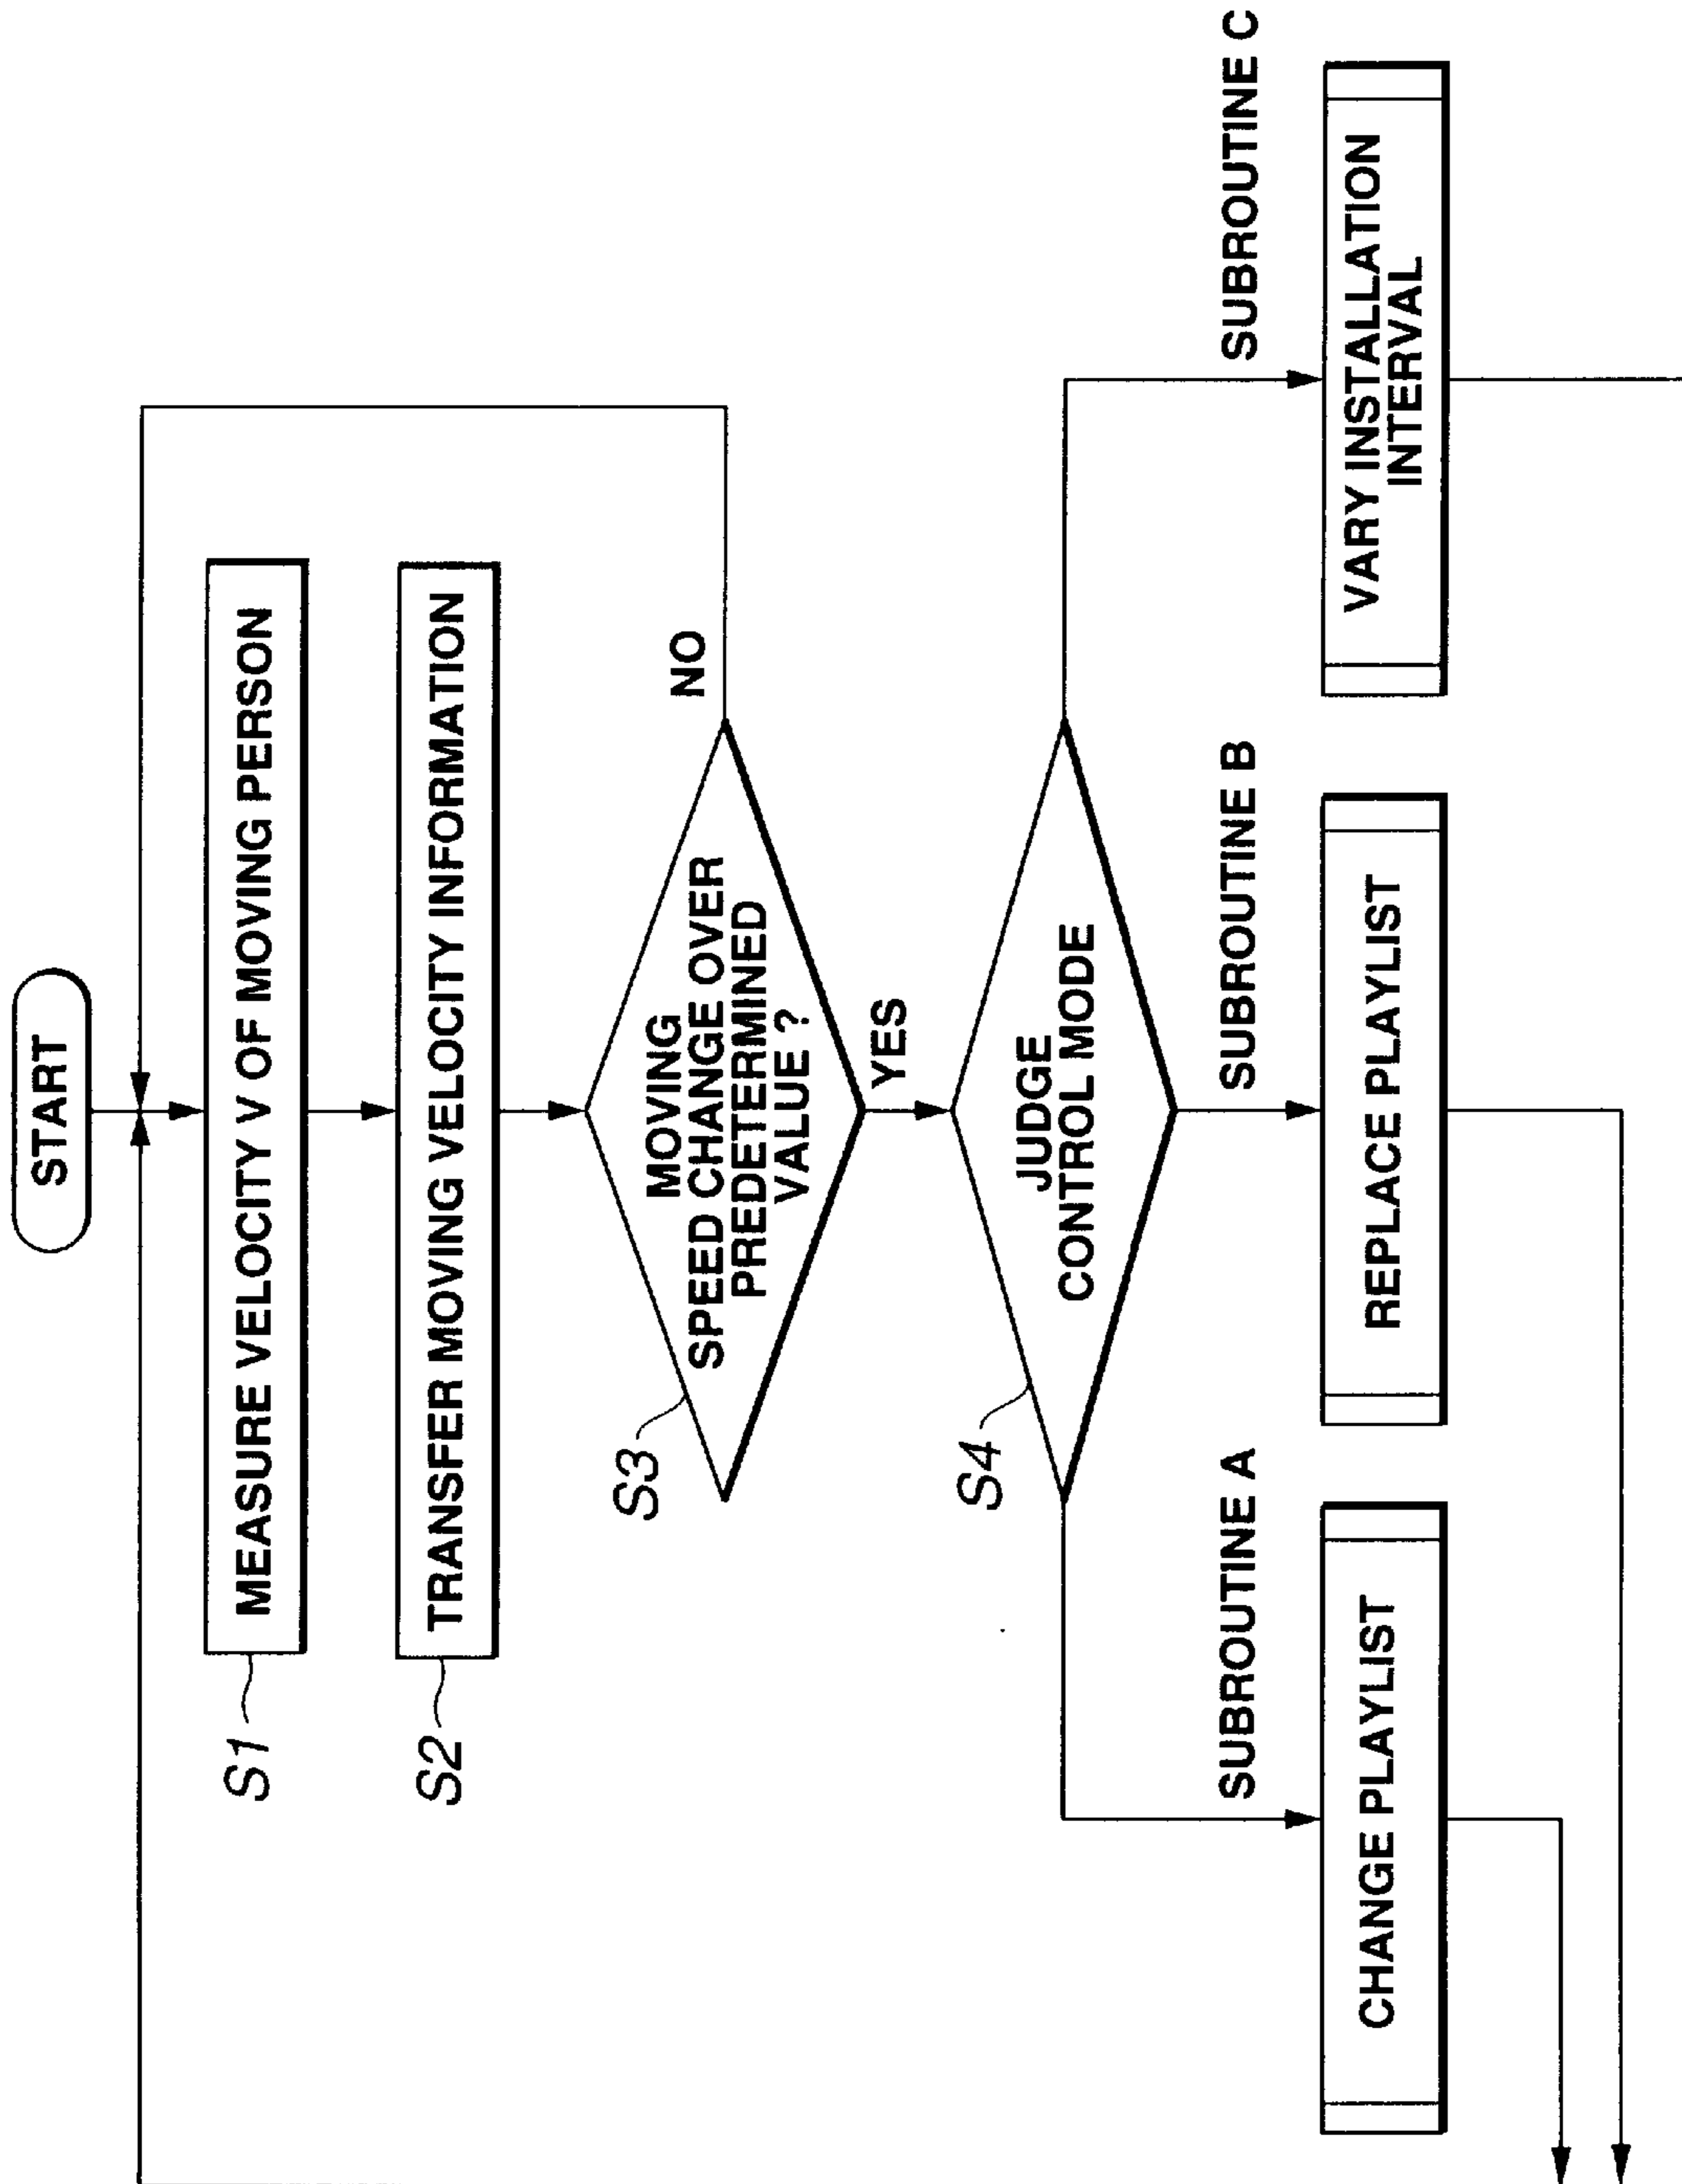 START
S1
MEASURE VELOCITY V OF MOVING PERSON
S2
TRANSFER MOVING VELOCITY INFORMATION
S3
MOVING
SPEED CHANGE OVER
PREDETERMINED
VALUE ?
NO
YES
S4
JUDGE
CONTROL MODE
SUBROUTINE A
SUBROUTINE B
SUBROUTINE C
CHANGE PLAYLIST
REPLACE PLAYLIST
VARY INSTALLATION
INTERVAL